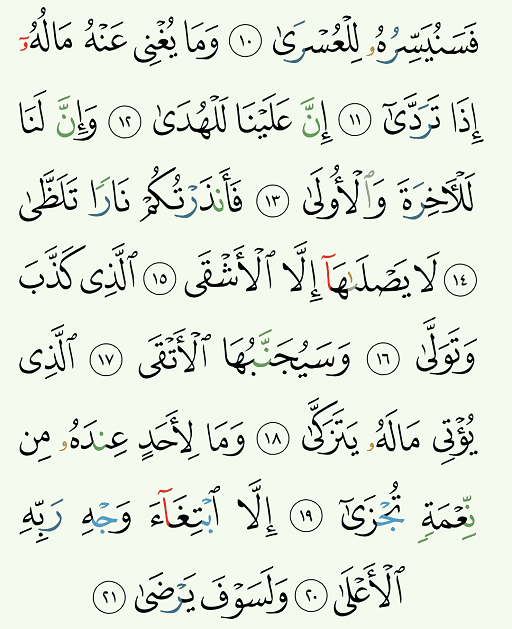 فَسَنُيَسِّرُهُۥ لِلْعُسْرَىٰ ١٠ وَمَا يُغْنِى عَنْهُ مَالُهُۥٓ
إِذَا تَرَدَّىٰٓ ١١ إِنَّ عَلَيْنَا لَلْهُدَىٰ ١٢ وَإِنَّ لَنَا
لَلْـَٔاخِرَةَ وَٱلْأُولَىٰ ١٣ فَأَنذَرْتُكُمْ نَارًا تَلَظَّىٰ
١٤ لَا يَصْلَىٰهَآ إِلَّا ٱلْأَشْقَى ١٥ ٱلَّذِى كَذَّبَ
وَتَوَلَّىٰ ١٦ وَسَيُجَنَّبُهَا ٱلْأَتْقَى ١٧ ٱلَّذِى
يُؤْتِى مَالَهُۥ يَتَزَكَّىٰ ١٨ وَمَا لِأَحَدٍ عِندَهُۥ مِن
نِّعْمَةٍ تُجْزَىٰٓ ١٩ إِلَّا ٱبْتِغَآءَ وَجْهِ رَبِّهِ
ٱلْأَعْلَىٰ ٢٠ وَلَسَوْفَ يَرْضَىٰ ٢١